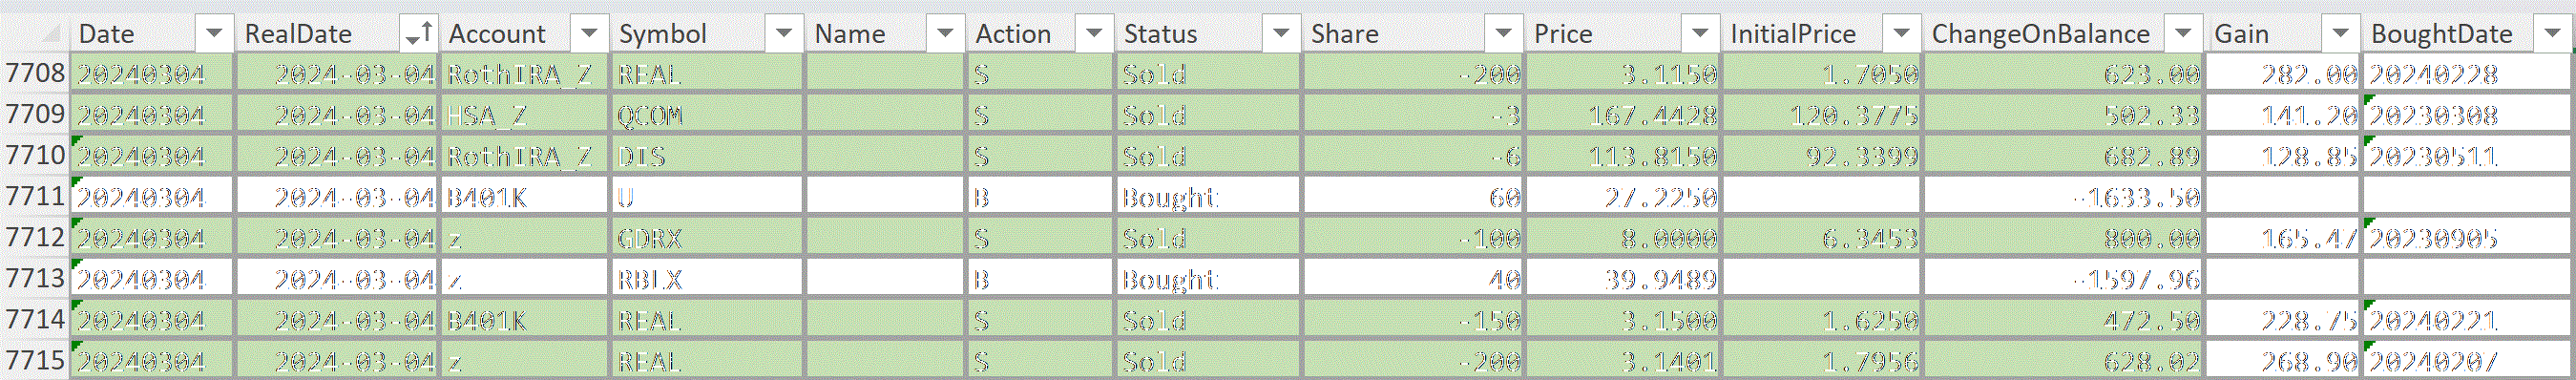 Date RealDate Account Symbol Name Action Status Share Price InitialPrice ChangeOnBalance Gain BoughtDate
7708 20240304 2024-03-04 RothIRA_Z REAL S Sold -200 3.1150 1.7050 623.00 282.00 20240228
7709 20240304 2024-03-04 HSA_Z QCOM S Sold -3 167.4428 120.3775 502.33 141.20 20230308
7710 20240304 2024-03-04 RothIRA_Z DIS S Sold -6 113.8150 92.3399 682.89 128.85 20230511
7711 20240304 2024-03-04 B401K U B Bought 60 27.2250 -1633.50
7712 20240304 2024-03-04 z GDRX S Sold -100 8.0000 6.3453 800.00 165.47 20230905
7713 20240304 2024-03-04 z RBLX B Bought 40 39.9489 -1597.96
7714 20240304 2024-03-04 B401K REAL S Sold -150 3.1500 1.6250 472.50 228.75 20240221
7715 20240304 2024-03-04 z REAL S Sold -200 3.1401 1.7956 628.02 268.90 20240207